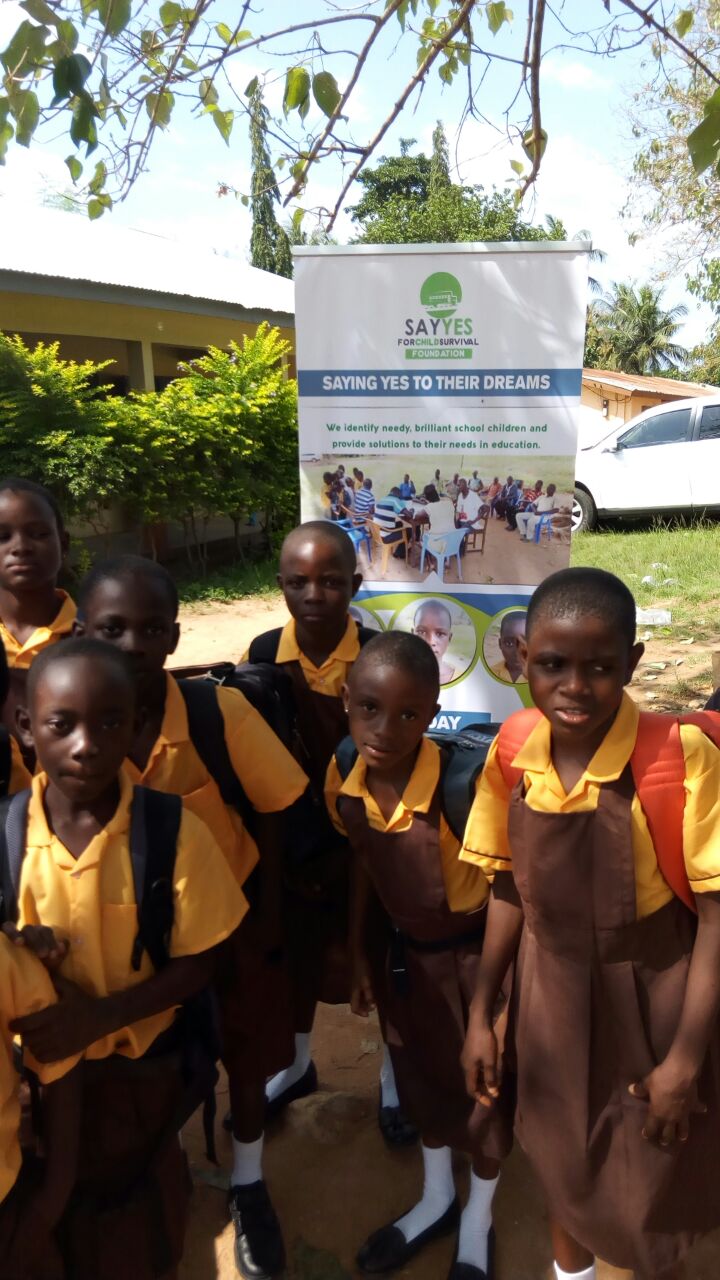 SAYYES
FORCHILDSURVIVAL
FOUNDATION
SAYING YES TO THEIR DREAMS
We identify needy, brilliant school children and
provide solutions to their needs in education.
DAY